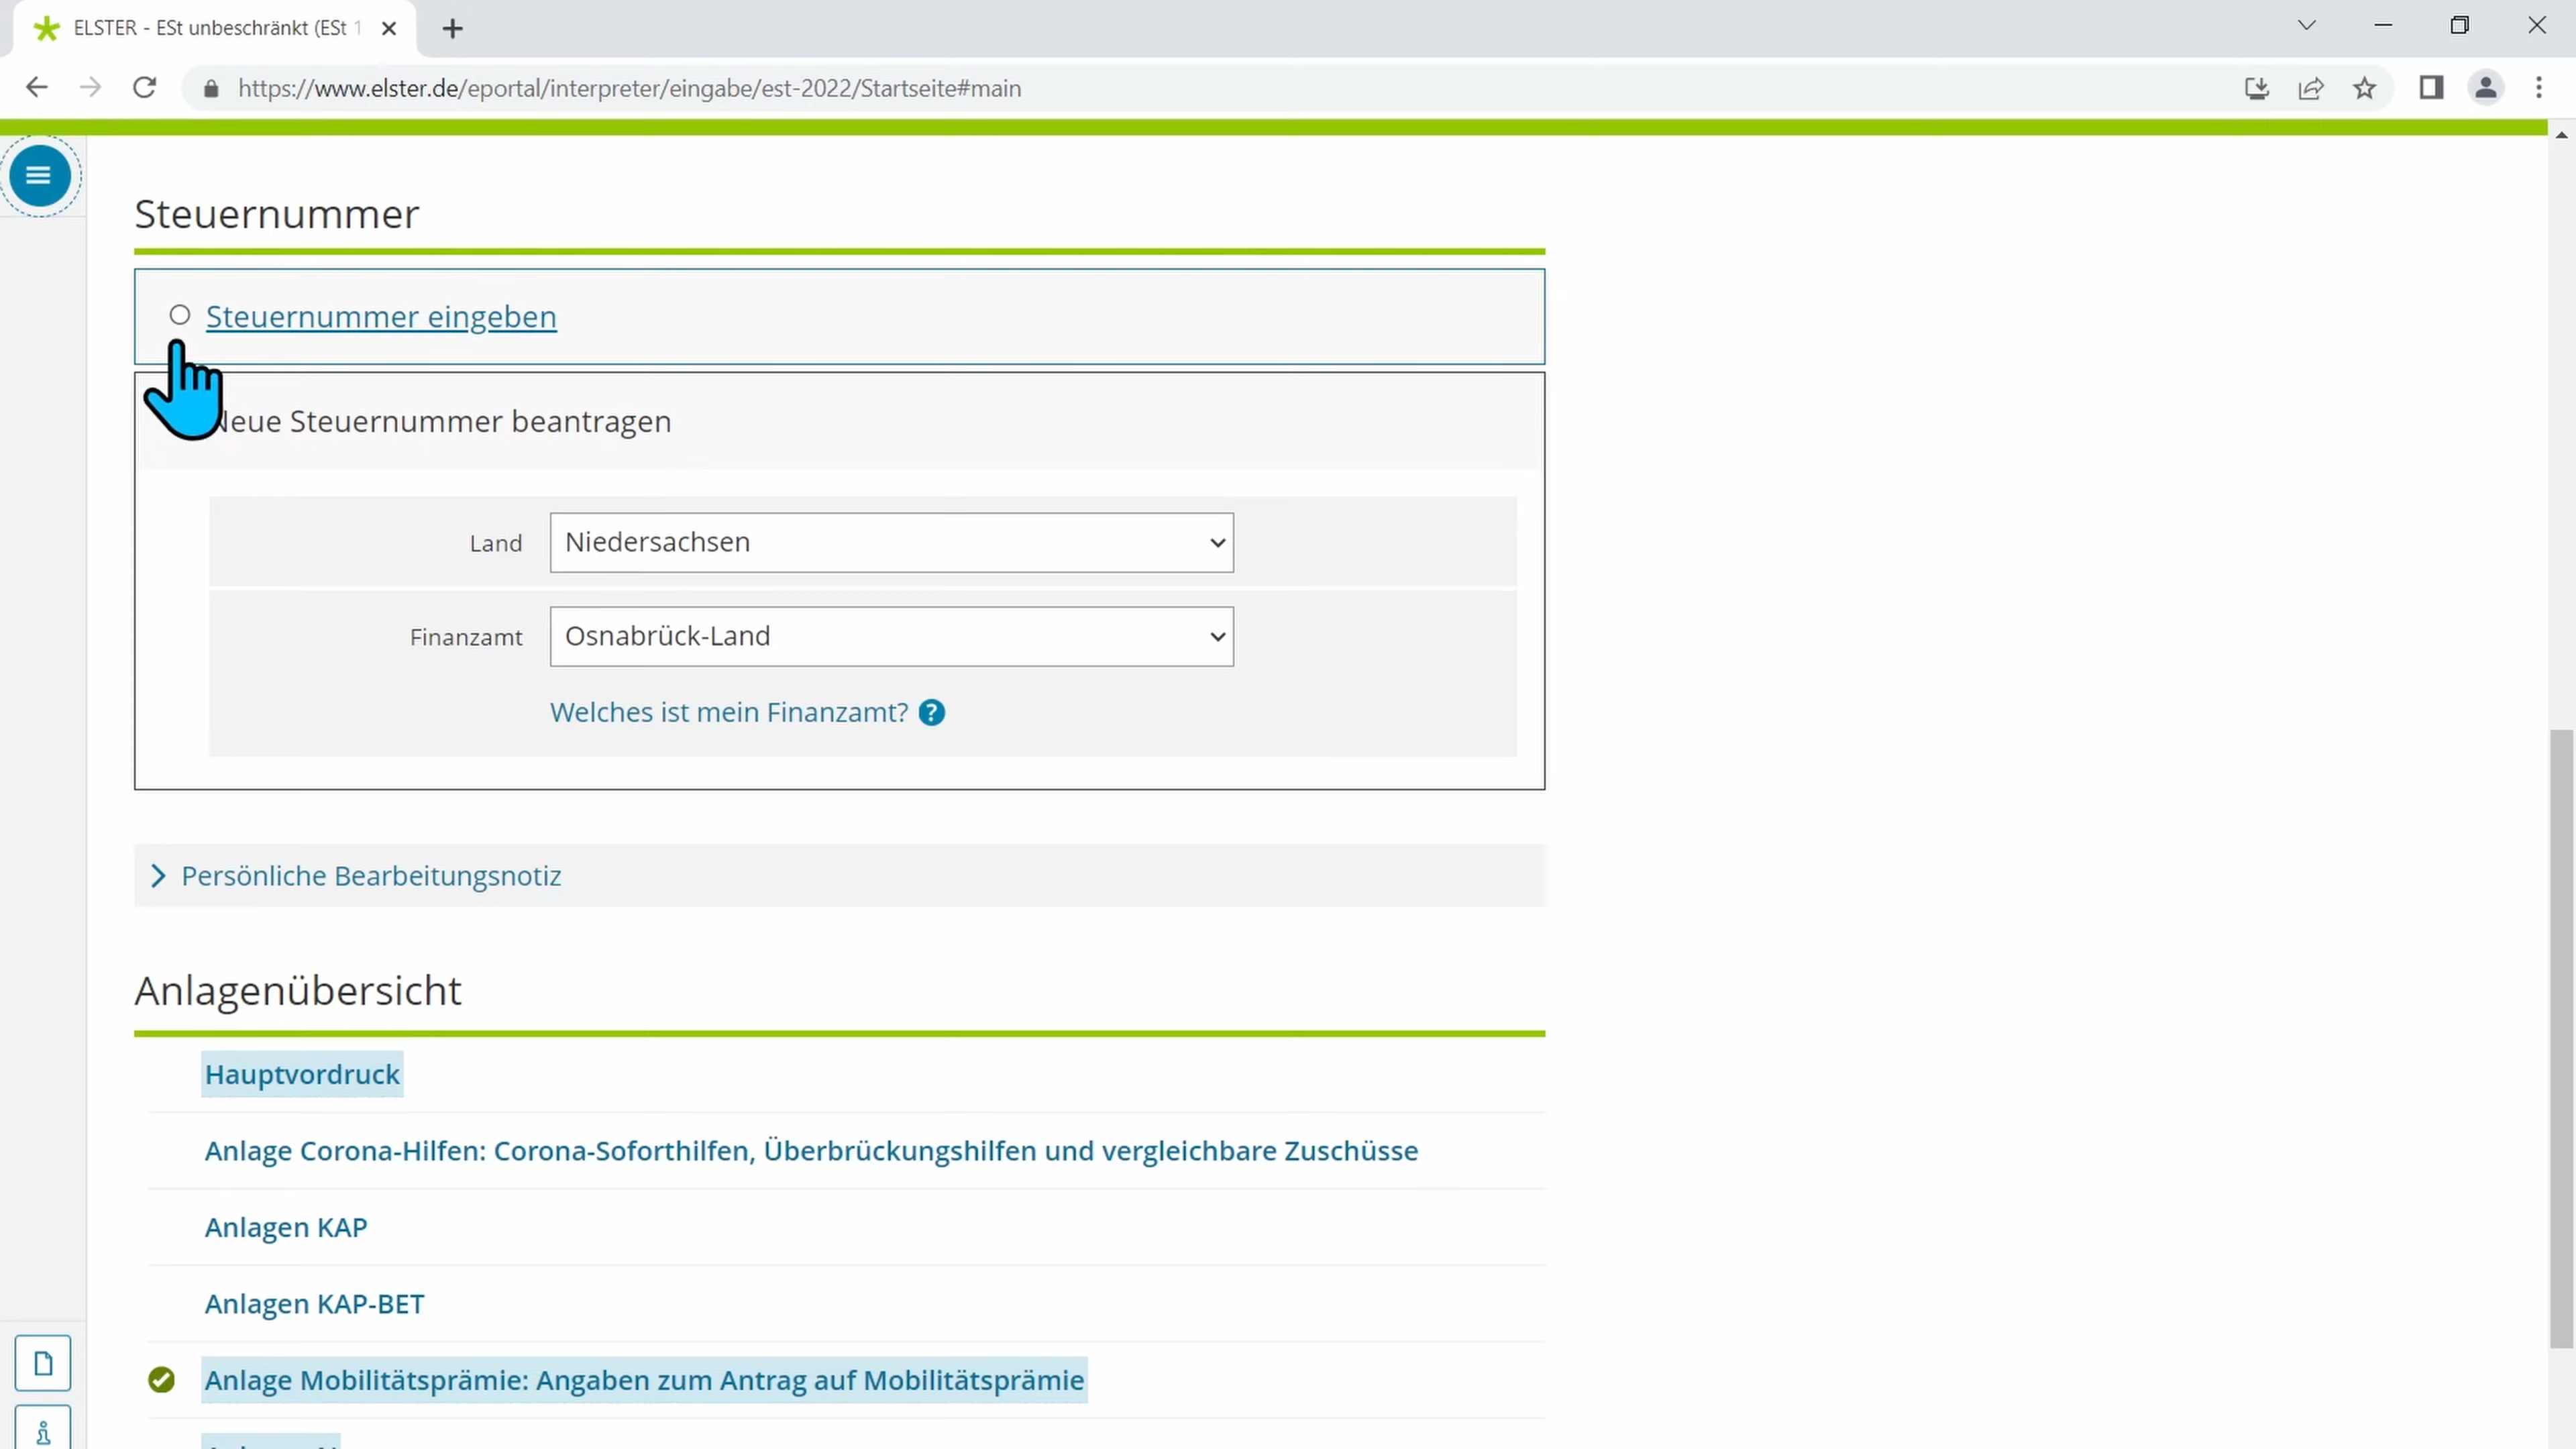 ELSTER - ESt unbeschränkt (ESt 1
https://www.elster.de/eportal/interpreter/eingabe/est-2022/Startseite#main
Steuernummer
Steuernummer eingeben
Neue Steuernummer beantragen
Land
Niedersachsen
Finanzamt
Osnabrück-Land
Welches ist mein Finanzamt? ?
Persönliche Bearbeitungsnotiz
Anlagenübersicht
Hauptvordruck
Anlage Corona-Hilfen: Corona-Soforthilfen, Überbrückungshilfen und vergleichbare Zuschüsse
Anlagen KAP
Anlagen KAP-BET
Anlage Mobilitätsprämie: Angaben zum Antrag auf Mobilitätsprämie